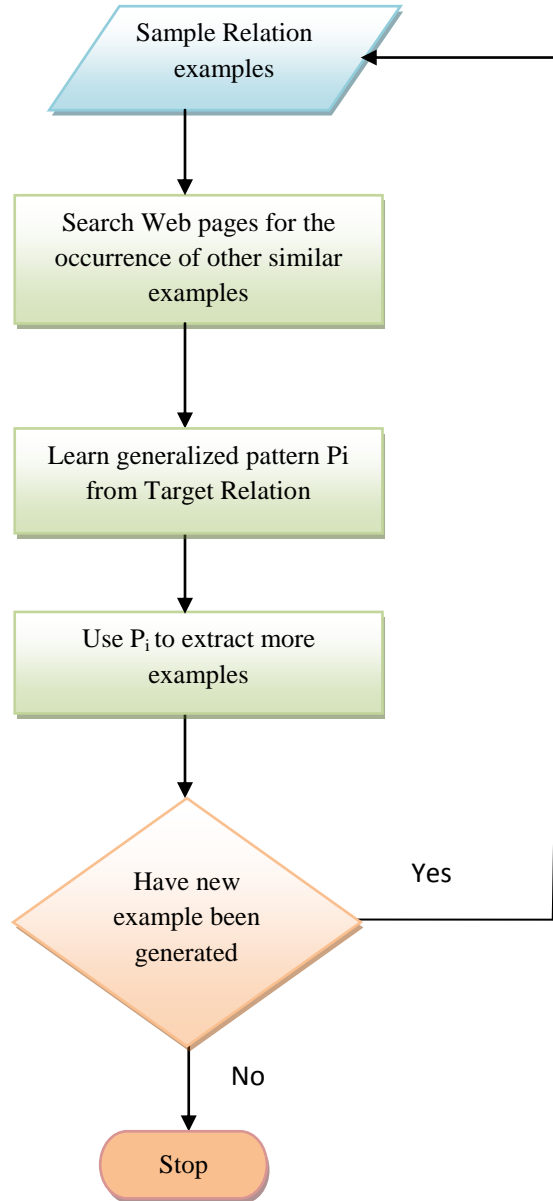 Sample Relation
examples
Search Web pages for the
occurrence of other similar
examples
Learn generalized pattern Pi
from Target Relation
Use Pi to extract more
examples
Have new
example been
generated
Yes
No
Stop